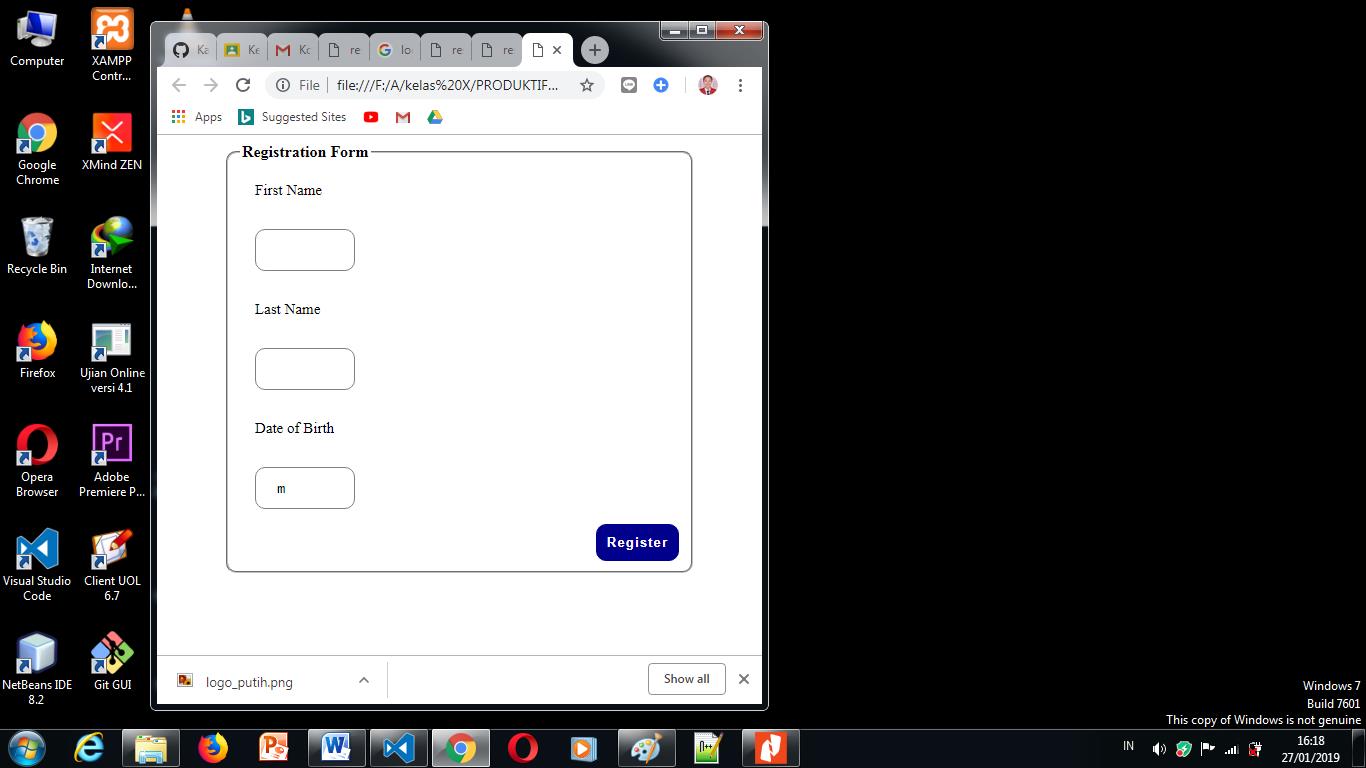 Computer
XAMPP
Contr...
Google
Chrome
XMind ZEN
Recycle Bin
Internet
Downlo...
Firefox
Ujian Online
versi 4.1
Opera
Browser
Adobe
Premiere P...
Visual Studio
Code
Client UOL
6.7
NetBeans IDE
8.2
Git GUI
Ka
Ke
Kc
re
lo
re
re
File
file:///F:/A/kelas%20X/PRODUKTIF...
Apps
Suggested Sites
Registration Form
First Name
Last Name
Date of Birth
m
Register
logo_putih.png
Show all
Windows 7
Build 7601
This copy of Windows is not genuine
IN
16:18
27/01/2019